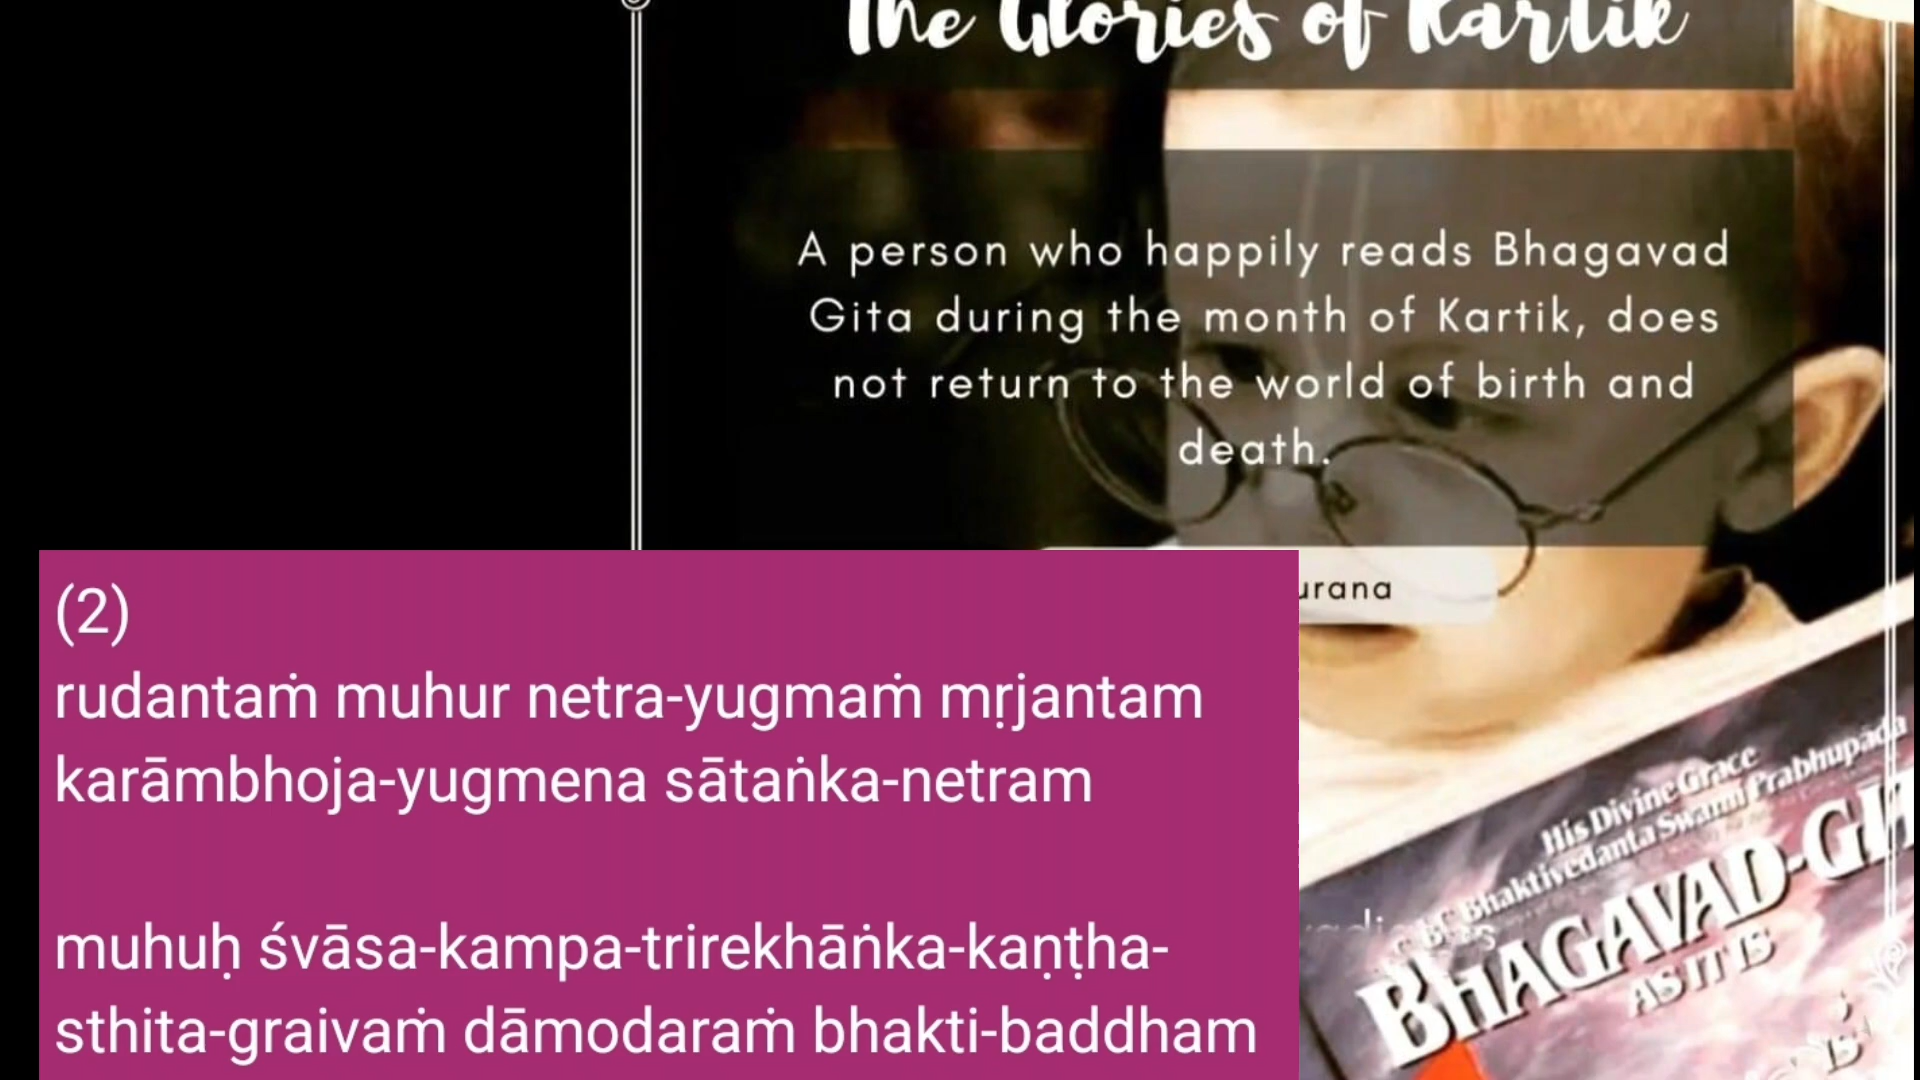 The Glories of Kartik
A person who happily reads Bhagavad
Gita during the month of Kartik, does
not return to the world of birth and
death.
urana
(2)
rudantaṁ muhur netra-yugmaṁ mṛjantam
karāmbhoja-yugmena sātaṅka-netram
muhuḥ śvāsa-kampa-trirekhāṅka-kaṇṭha-
sthita-graivaṁ dāmodaraṁ bhakti-baddham
His Divine Grace
A.C. Bhaktivedanta Swami Prabhupāda
BHAGAVAD-GIT
AS IT IS